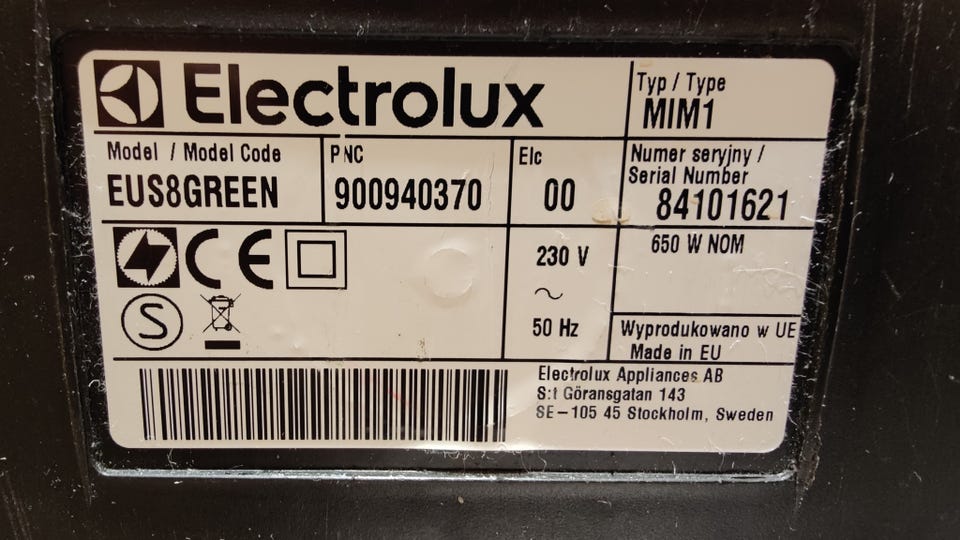 Electrolux
Typ / Type
MIM1
Model / Model Code
EUS8GREEN
PNC
900940370
Elc
00
Numer seryjny /
Serial Number
84101621
CE
S
230 V
~
50 Hz
650 W NOM
Wyprodukowano w UE
Made in EU
Electrolux Appliances AB
S:t Göransgatan 143
SE-105 45 Stockholm, Sweden